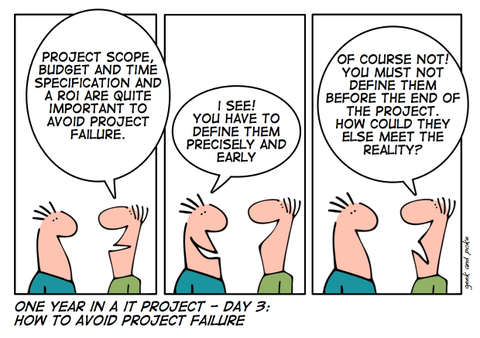 PROJECT SCOPE,
BUDGET AND TIME
SPECIFICATION AND
A ROI ARE QUITE
IMPORTANT TO
AVOID PROJECT
FAILURE.
I SEE!
YOU HAVE TO
DEFINE THEM
PRECISELY AND
EARLY
OF COURSE NOT!
YOU MUST NOT
DEFINE THEM
BEFORE THE END OF
THE PROJECT.
HOW COULD THEY
ELSE MEET THE
REALITY?
geek and poke
ONE YEAR IN A IT PROJECT - DAY 3:
HOW TO AVOID PROJECT FAILURE